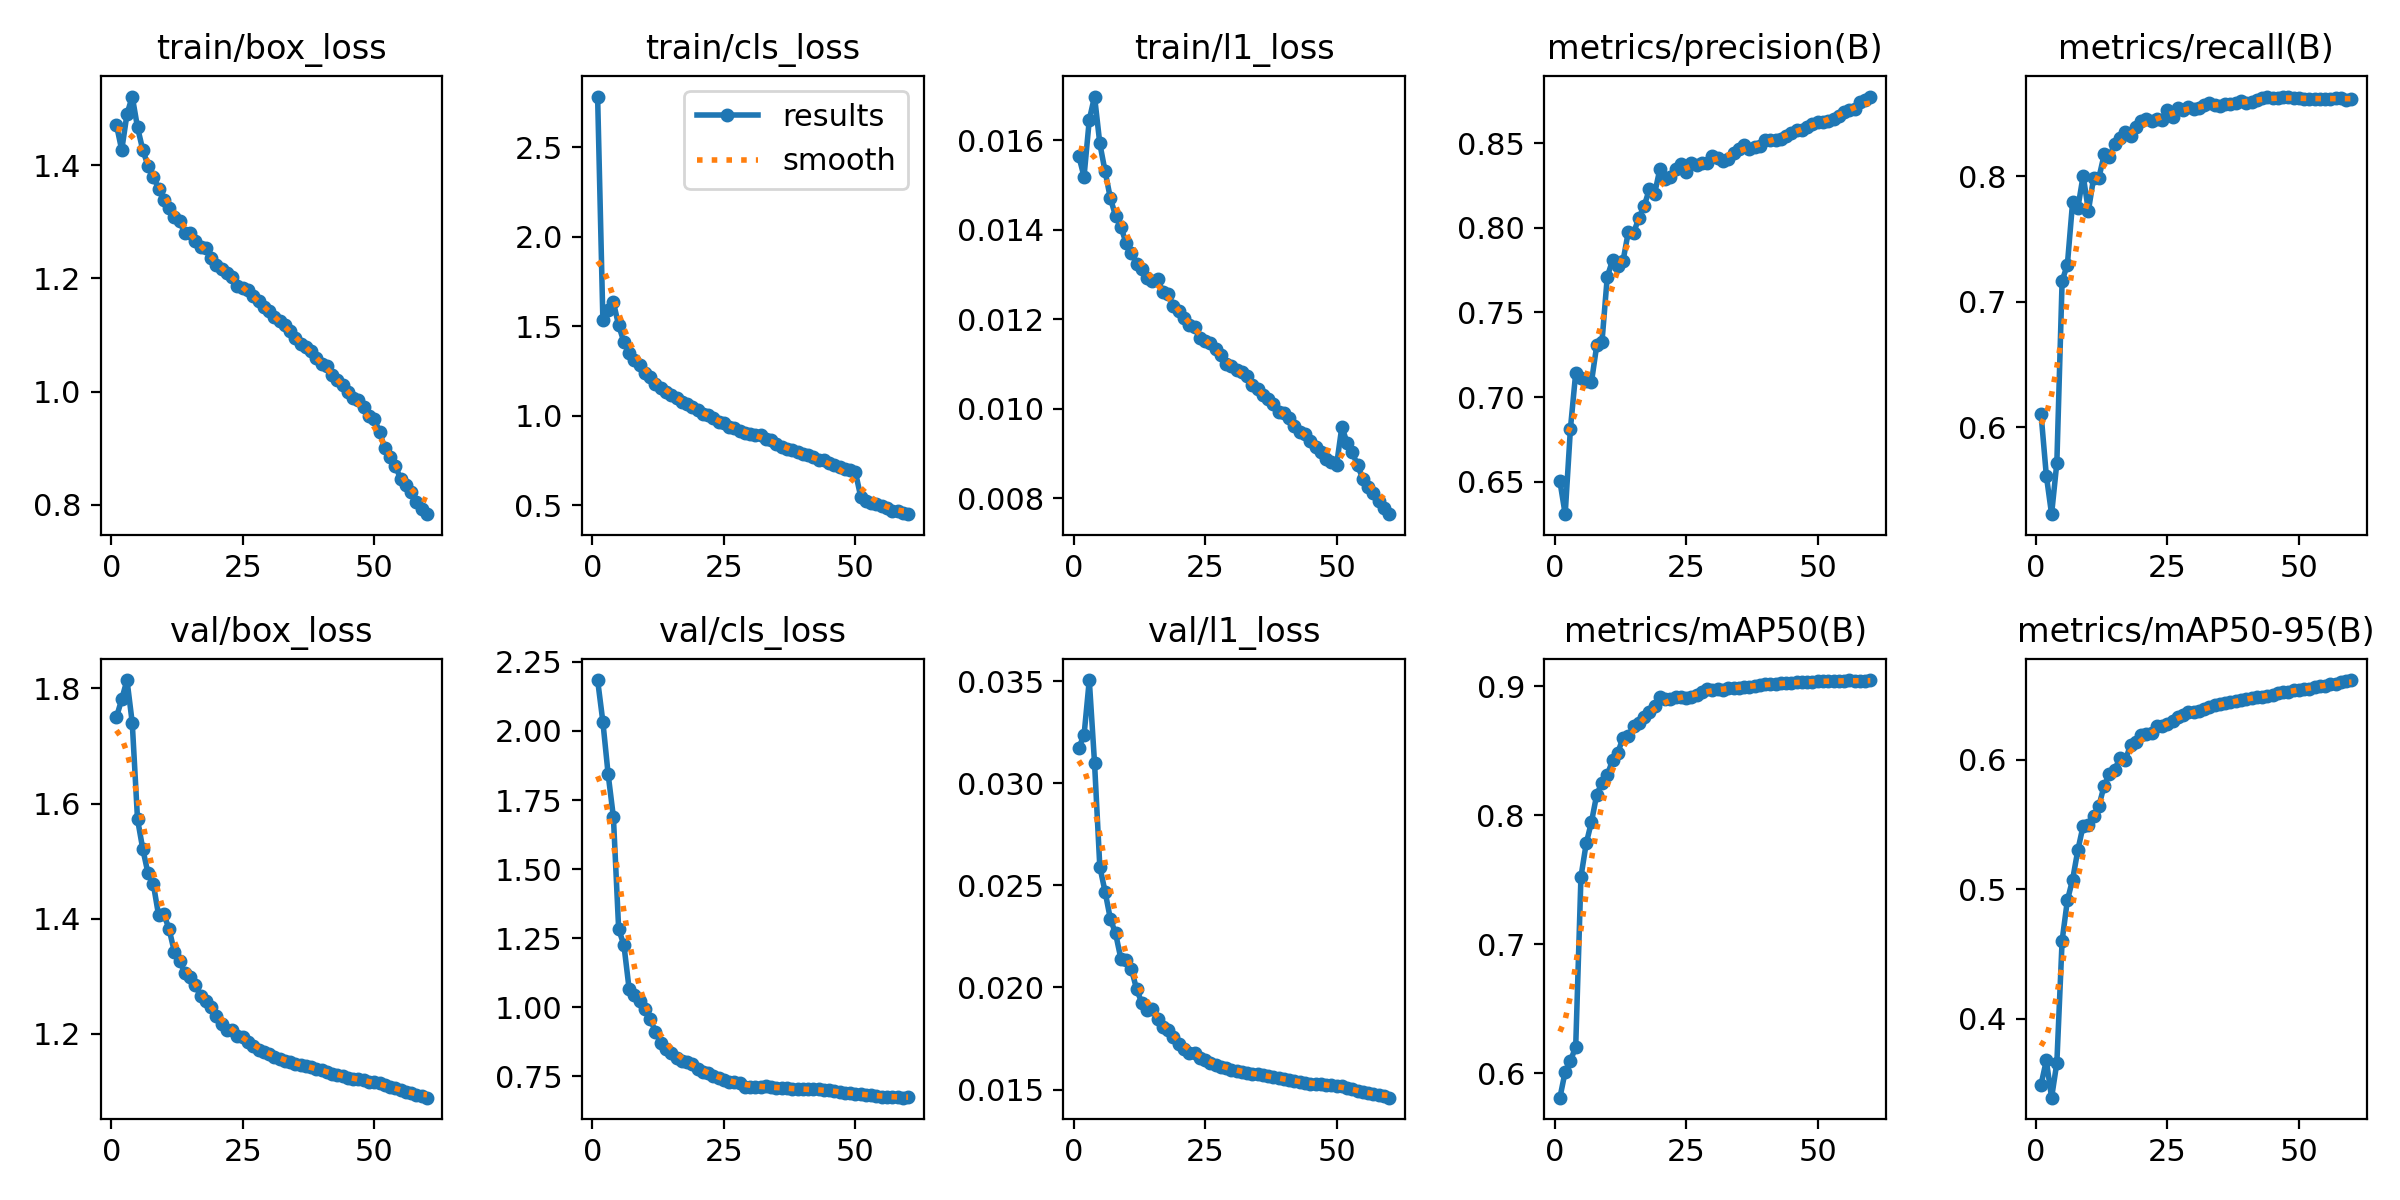 train/box_loss
1.4
1.2
1.0
0.8
0 25 50
train/cls_loss
results
smooth
2.5
2.0
1.5
1.0
0.5
0 25 50
train/l1_loss
0.016
0.014
0.012
0.010
0.008
0 25 50
metrics/precision(B)
0.85
0.80
0.75
0.70
0.65
0 25 50
metrics/recall(B)
0.8
0.7
0.6
0 25 50
val/box_loss
1.8
1.6
1.4
1.2
0 25 50
val/cls_loss
2.25
2.00
1.75
1.50
1.25
1.00
0.75
0 25 50
val/l1_loss
0.035
0.030
0.025
0.020
0.015
0 25 50
metrics/mAP50(B)
0.9
0.8
0.7
0.6
0 25 50
metrics/mAP50-95(B)
0.6
0.5
0.4
0 25 50